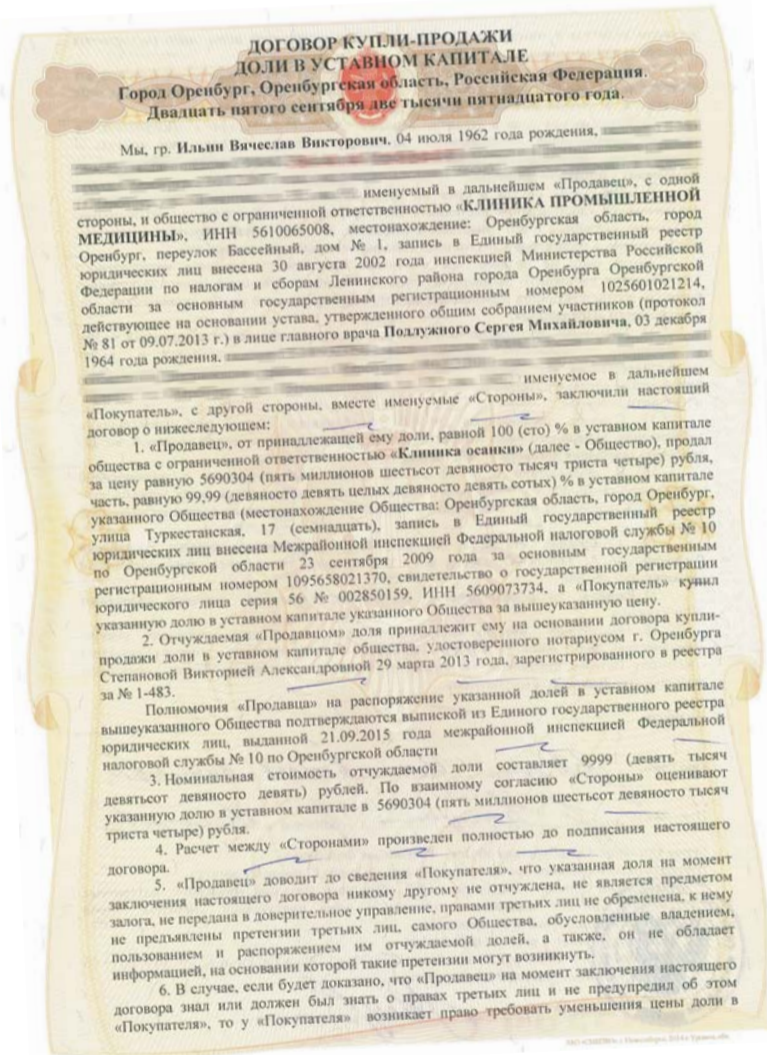 ДОГОВОР КУПЛИ-ПРОДАЖИ
ДОЛИ В УСТАВНОМ КАПИТАЛЕ
Город Оренбург, Оренбургская область, Российская Федерация.
Двадцать пятого сентября две тысячи пятнадцатого года.
Мы, гр. Ильин Вячеслав Викторович, 04 июля 1962 года рождения,
именуемый в дальнейшем «Продавец», с одной
стороны, и общество с ограниченной ответственностью «КЛИНИКА ПРОМЫШЛЕННОЙ
МЕДИЦИНЫ», ИНН 5610065008, местонахождение: Оренбургская область, город
Оренбург, переулок Бассейный, дом № 1, запись в Единый государственный реестр
юридических лиц внесена 30 августа 2002 года инспекцией Министерства Российской
Федерации по налогам и сборам Ленинского района города Оренбурга Оренбургской
области за основным государственным регистрационным номером 1025601021214,
действующее на основании устава, утвержденного общим собранием участников (протокол
№ 81 от 09.07.2013 г.) в лице главного врача Подлужного Сергея Михайловича, 03 декабря
1964 года рождения,
именуемое в дальнейшем
«Покупатель», с другой стороны, вместе именуемые «Стороны», заключили настоящий
договор о нижеследующем:
1. «Продавец», от принадлежащей ему доли, равной 100 (сто) % в уставном капитале
общества с ограниченной ответственностью «Клиника осанки» (далее - Общество), продал
за цену равную 5690304 (пять миллионов шестьсот девяносто тысяч триста четыре) рубля,
часть, равную 99,99 (девяносто девять целых девяносто девять сотых) % в уставном капитале
указанного Общества (местонахождение Общества: Оренбургская область, город Оренбург,
улица Туркестанская, 17 (семнадцать), запись в Единый государственный реестр
юридических лиц внесена Межрайонной инспекцией Федеральной налоговой службы № 10
по Оренбургской области 23 сентября 2009 года за основным государственным
регистрационным номером 1095658021370, свидетельство о государственной регистрации
юридического лица серия 56 № 002850159, ИНН 5609073734, а «Покупатель» купил
указанную долю в уставном капитале указанного Общества за вышеуказанную цену.
2. Отчуждаемая «Продавцом» доля принадлежит ему на основании договора купли-
продажи доли в уставном капитале общества, удостоверенного нотариусом г. Оренбурга
Степановой Викторией Александровной 29 марта 2013 года, зарегистрированного в реестра
за № 1-483.
Полномочия «Продавца» на распоряжение указанной долей в уставном капитале
вышеуказанного Общества подтверждаются выпиской из Единого государственного реестра
юридических лиц, выданной 21.09.2015 года межрайонной инспекцией Федеральной
налоговой службы № 10 по Оренбургской области
3. Номинальная стоимость отчуждаемой доли составляет 9999 (девять тысяч
девятьсот девяносто девять) рублей. По взаимному согласию «Стороны» оценивают
указанную долю в уставном капитале в 5690304 (пять миллионов шестьсот девяносто тысяч
триста четыре) рубля.
4. Расчет между «Сторонами» произведен полностью до подписания настоящего
договора.
5. «Продавец» доводит до сведения «Покупателя», что указанная доля на момент
заключения настоящего договора никому другому не отчуждена, не является предметом
залога, не передана в доверительное управление, правами третьих лиц не обременена, к нему
не предъявлены претензии третьих лиц, самого Общества, обусловленные владением,
пользованием и распоряжением им отчуждаемой долей, а также, он не обладает
информацией, на основании которой такие претензии могут возникнуть.
6. В случае, если будет доказано, что «Продавец» на момент заключения настоящего
договора знал или должен был знать о правах третьих лиц и не предупредил об этом
«Покупателя», то у «Покупателя» возникает право требовать уменьшения цены доли в